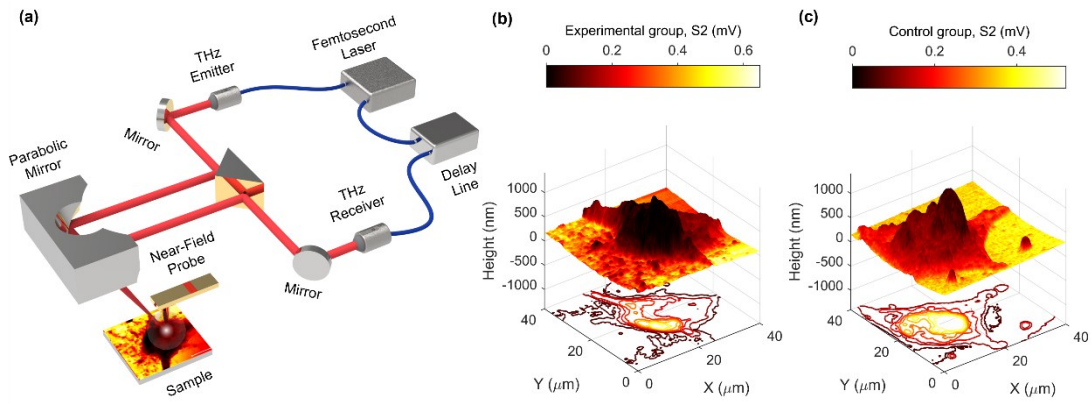 (a)
Femtosecond
Laser
THz
Emitter
Mirror
Parabolic
Mirror
Delay
Line
THz
Receiver
Near-Field
Probe
Mirror
Sample
(b)
Experimental group, S2 (mV)
0 0.2 0.4 0.6
Height (nm)
1000
500
0
-500
-1000
40
20
0
Y (μm)
0
20
40
X (μm)
(c)
Control group, S2 (mV)
0 0.2 0.4
Height (nm)
1000
500
0
-500
-1000
40
20
0
Y (μm)
0
20
40
X (μm)